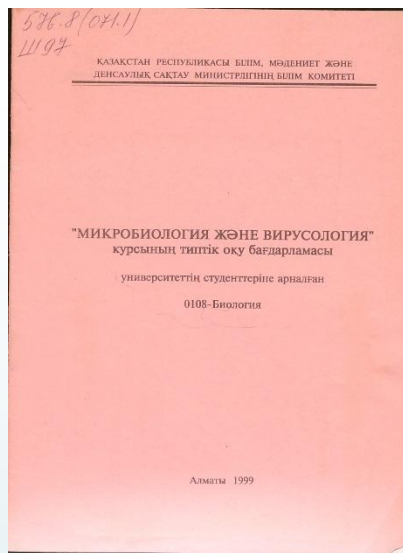 576.8(071.1)
Ш97
ҚАЗАҚСТАН РЕСПУБЛИКАСЫ БІЛІМ, МӘДЕНИЕТ ЖӘНЕ
ДЕНСАУЛЫҚ САҚТАУ МИНИСТРЛІГІНІҢ БІЛІМ КОМИТЕТІ
"МИКРОБИОЛОГИЯ ЖӘНЕ ВИРУСОЛОГИЯ"
курсының типтік оқу бағдарламасы
университеттің студенттеріне арналған
0108-Биология
Алматы 1999